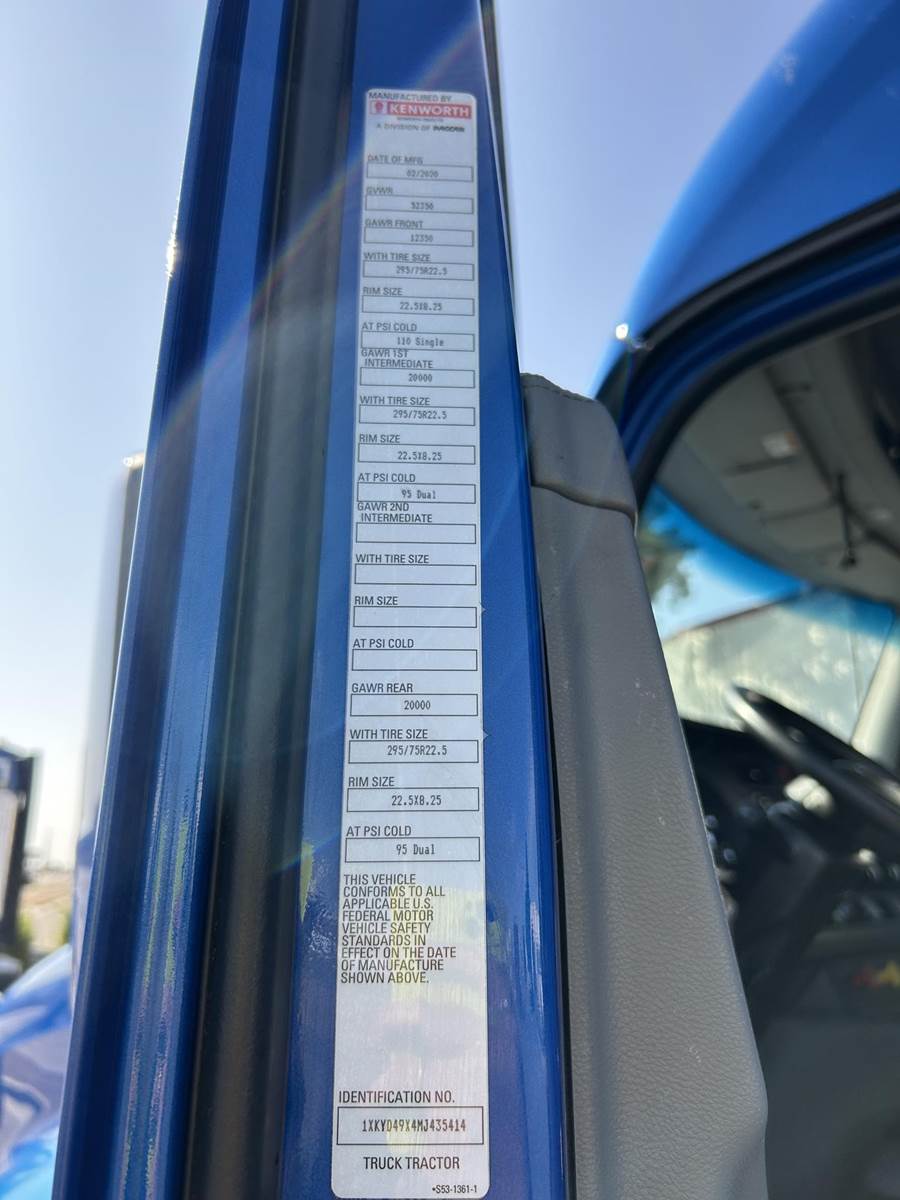 MANUFACTURED BY
KENWORTH
A DIVISION OF PACCAR
DATE OF MFG
02/2020
GVWR
52350
GAWR FRONT
12350
WITH TIRE SIZE
295/75R22.5
RIM SIZE
22.5X8.25
AT PSI COLD
110 Single
GAWR 1ST
INTERMEDIATE
20000
WITH TIRE SIZE
295/75R22.5
RIM SIZE
22.5X8.25
AT PSI COLD
95 Dual
GAWR 2ND
INTERMEDIATE
WITH TIRE SIZE
RIM SIZE
AT PSI COLD
GAWR REAR
20000
WITH TIRE SIZE
295/75R22.5
RIM SIZE
22.5X8.25
AT PSI COLD
95 Dual
THIS VEHICLE
CONFORMS TO ALL
APPLICABLE U.S.
FEDERAL MOTOR
VEHICLE SAFETY
STANDARDS IN
EFFECT ON THE DATE
OF MANUFACTURE
SHOWN ABOVE.
IDENTIFICATION NO.
1XKYD49X4MJ435414
TRUCK TRACTOR
•S53-1361-1